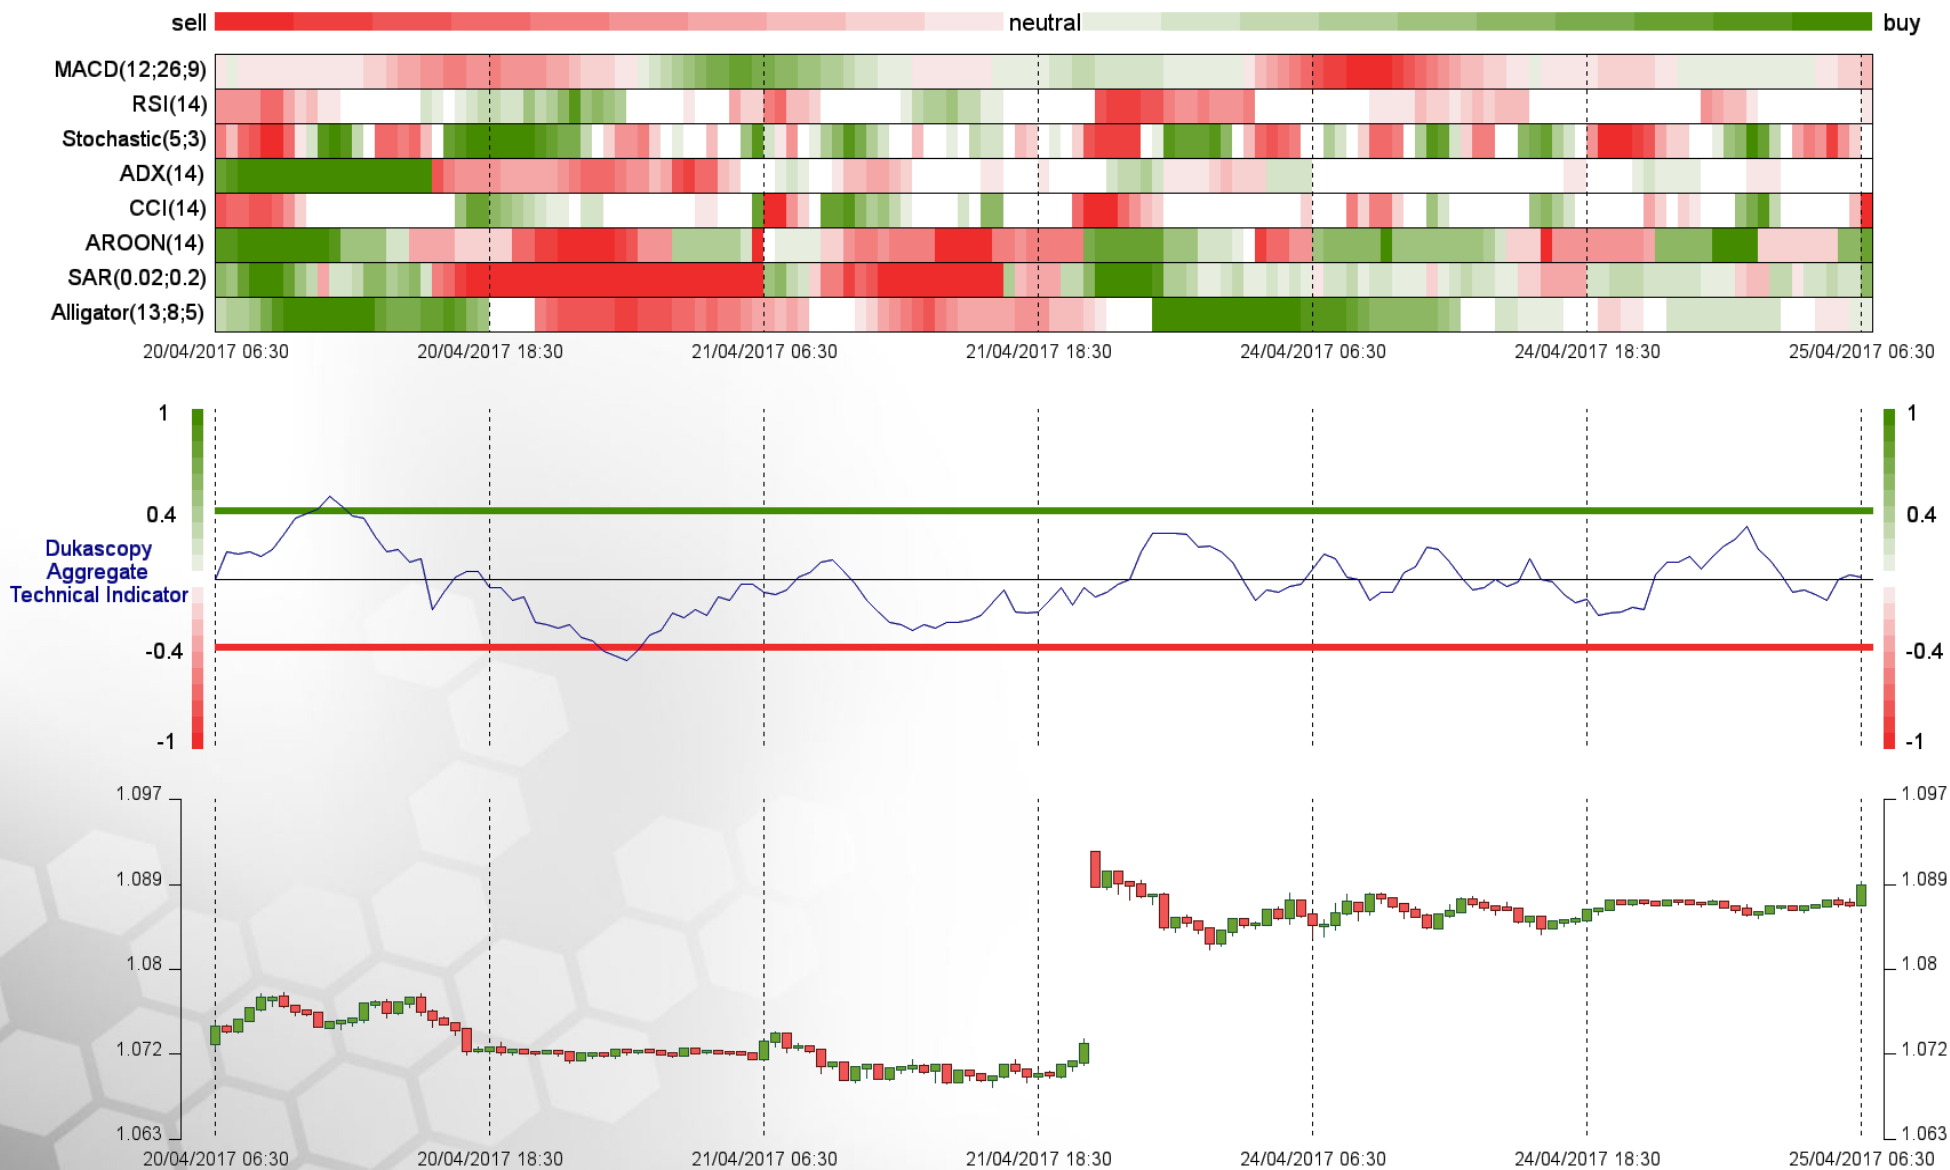 sell neutral buy
MACD(12;26;9)
RSI(14)
Stochastic(5;3)
ADX(14)
CCI(14)
AROON(14)
SAR(0.02;0.2)
Alligator(13;8;5)
20/04/2017 06:30 20/04/2017 18:30 21/04/2017 06:30 21/04/2017 18:30 24/04/2017 06:30 24/04/2017 18:30 25/04/2017 06:30
1 1
0.4 0.4
Dukascopy
Aggregate
Technical Indicator
-0.4 -0.4
-1 -1
1.097 1.097
1.089 1.089
1.08 1.08
1.072 1.072
1.063 1.063
20/04/2017 06:30 20/04/2017 18:30 21/04/2017 06:30 21/04/2017 18:30 24/04/2017 06:30 24/04/2017 18:30 25/04/2017 06:30